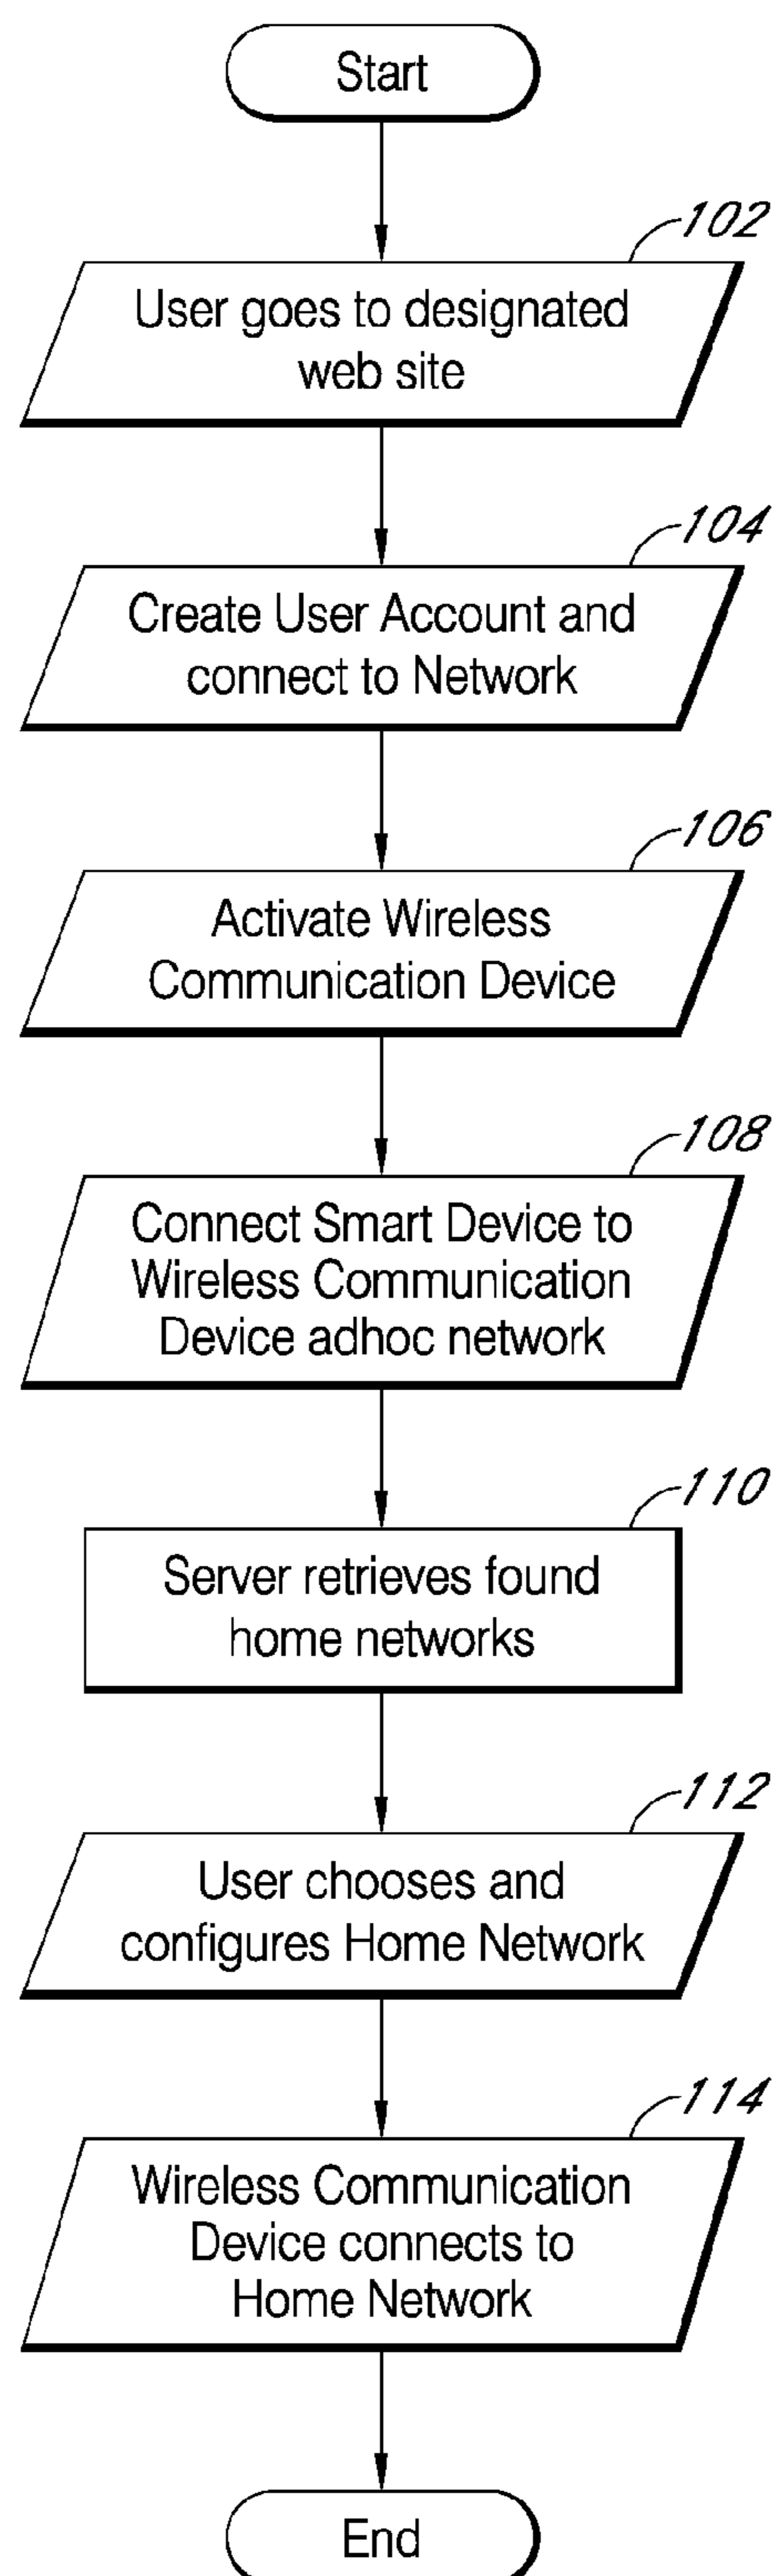 Start
102
User goes to designated
web site
104
Create User Account and
connect to Network
106
Activate Wireless
Communication Device
108
Connect Smart Device to
Wireless Communication
Device adhoc network
110
Server retrieves found
home networks
112
User chooses and
configures Home Network
114
Wireless Communication
Device connects to
Home Network
End